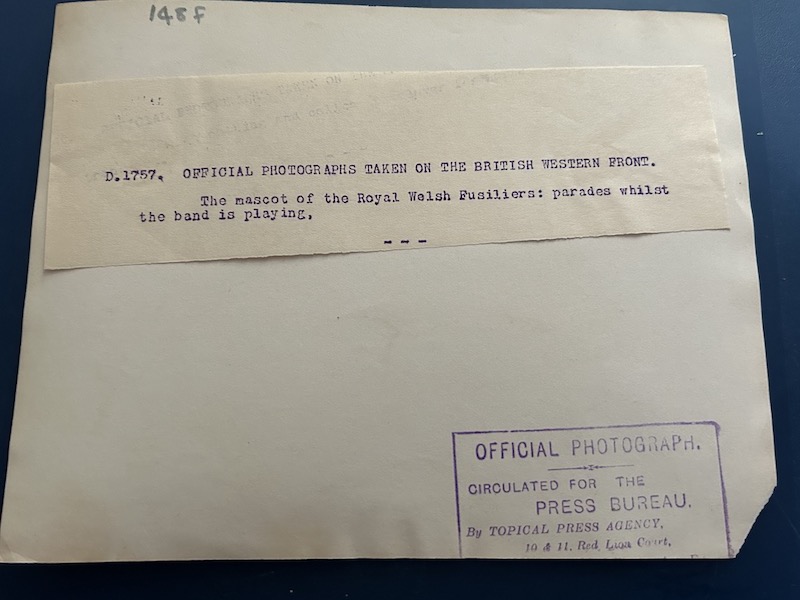 148F
D.1757. OFFICIAL PHOTOGRAPHS TAKEN ON THE BRITISH WESTERN FRONT.
The mascot of the Royal Welsh Fusiliers: parades whilst
the band is playing,
- - -
OFFICIAL PHOTOGRAPH.
CIRCULATED FOR THE
PRESS BUREAU.
By TOPICAL PRESS AGENCY,
10 & 11, Red Lion Court,